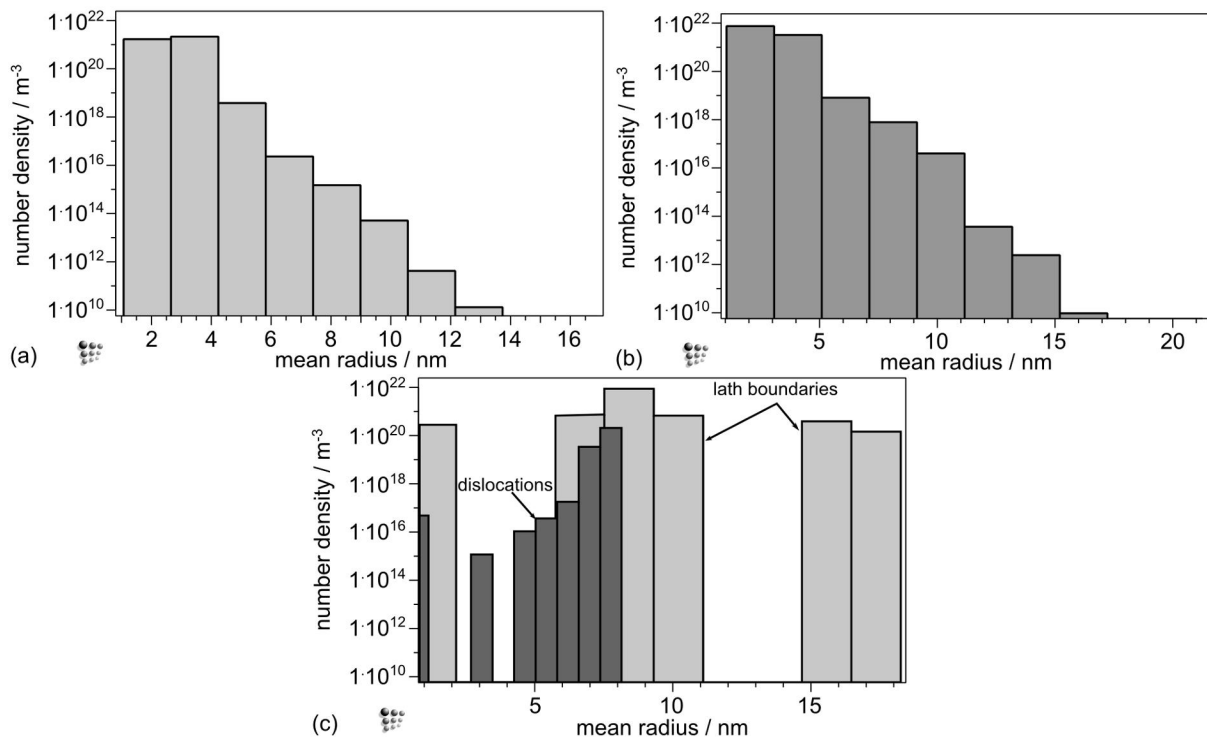 number density / m⁻³
1·10²²
1·10²⁰
1·10¹⁸
1·10¹⁶
1·10¹⁴
1·10¹²
1·10¹⁰
2 4 6 8 10 12 14 16
mean radius / nm
(a)
number density / m⁻³
1·10²²
1·10²⁰
1·10¹⁸
1·10¹⁶
1·10¹⁴
1·10¹²
1·10¹⁰
5 10 15 20
mean radius / nm
(b)
number density / m⁻³
1·10²²
1·10²⁰
1·10¹⁸
1·10¹⁶
1·10¹⁴
1·10¹²
1·10¹⁰
lath boundaries
dislocations
5 10 15
mean radius / nm
(c)